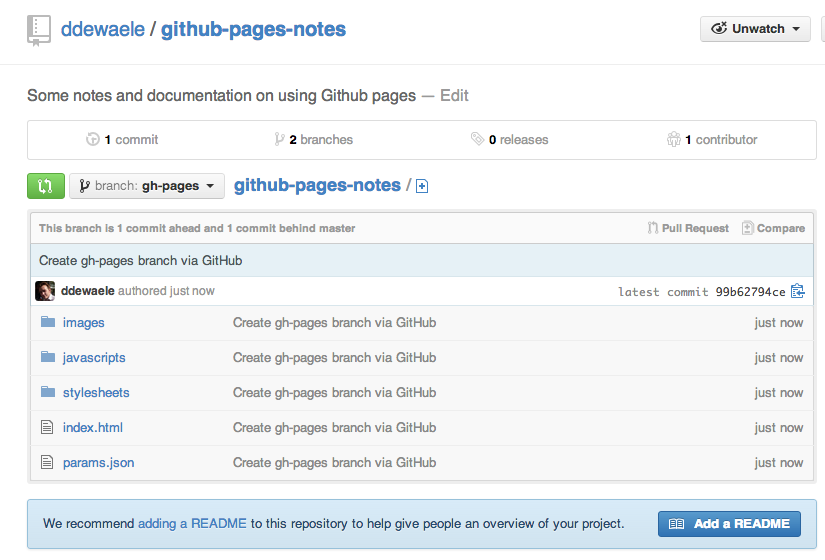 ddewaele / github-pages-notes
Unwatch
Some notes and documentation on using Github pages — Edit
1 commit
2 branches
0 releases
1 contributor
branch: gh-pages
github-pages-notes /
This branch is 1 commit ahead and 1 commit behind master
Pull Request
Compare
Create gh-pages branch via GitHub
ddewaele authored just now
latest commit 99b62794ce
images Create gh-pages branch via GitHub just now
javascripts Create gh-pages branch via GitHub just now
stylesheets Create gh-pages branch via GitHub just now
index.html Create gh-pages branch via GitHub just now
params.json Create gh-pages branch via GitHub just now
We recommend adding a README to this repository to help give people an overview of your project.
Add a README